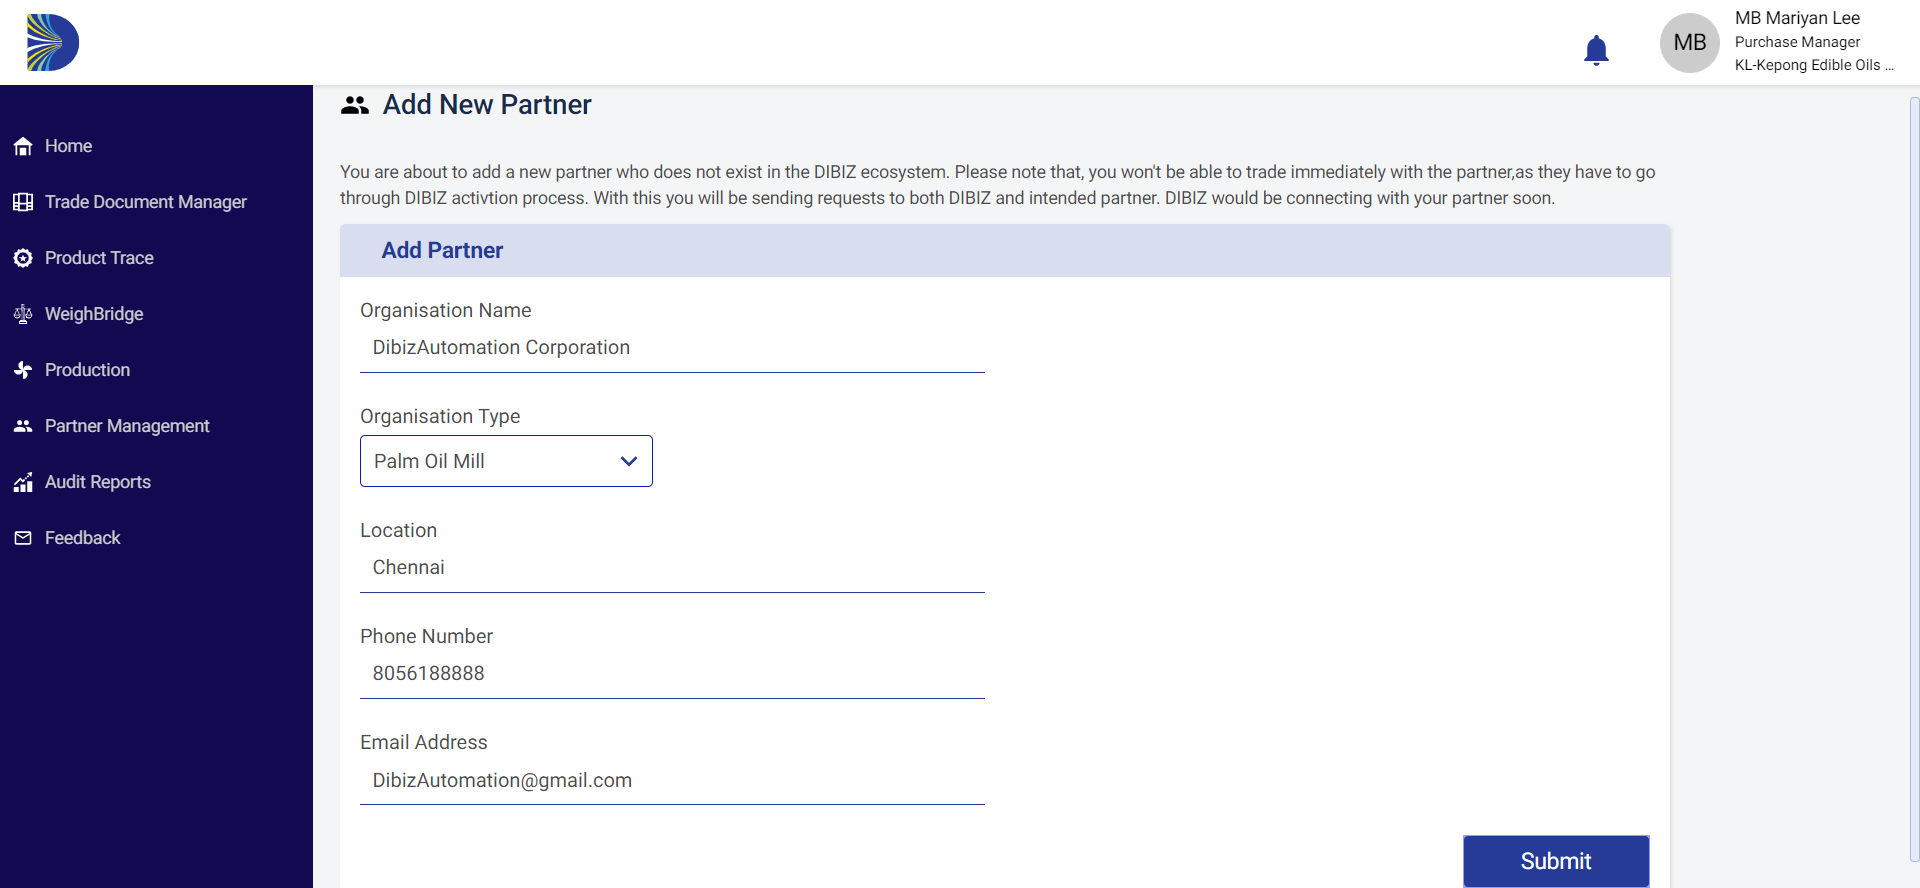 MB
MB Mariyan Lee
Purchase Manager
KL-Kepong Edible Oils ...
Home
Trade Document Manager
Product Trace
WeighBridge
Production
Partner Management
Audit Reports
Feedback
Add New Partner
You are about to add a new partner who does not exist in the DIBIZ ecosystem. Please note that, you won't be able to trade immediately with the partner,as they have to go
through DIBIZ activtion process. With this you will be sending requests to both DIBIZ and intended partner. DIBIZ would be connecting with your partner soon.
Add Partner
Organisation Name
DibizAutomation Corporation
Organisation Type
Palm Oil Mill
Location
Chennai
Phone Number
8056188888
Email Address
DibizAutomation@gmail.com
Submit